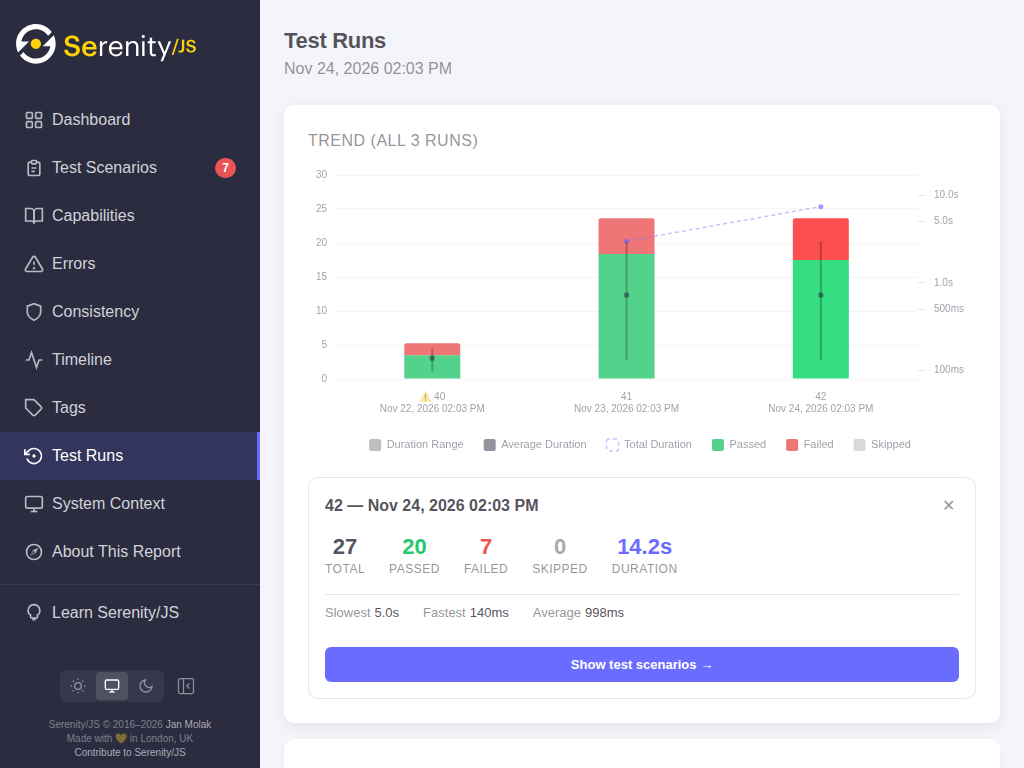 Serenity/JS
Dashboard
Test Scenarios 7
Capabilities
Errors
Consistency
Timeline
Tags
Test Runs
System Context
About This Report
Learn Serenity/JS
Serenity/JS © 2016–2026 Jan Molak
Made with 💛 in London, UK
Contribute to Serenity/JS
Test Runs
Nov 24, 2026 02:03 PM
TREND (ALL 3 RUNS)
30
25
20
15
10
5
0
10.0s
5.0s
1.0s
500ms
100ms
⚠️ 40
Nov 22, 2026 02:03 PM
41
Nov 23, 2026 02:03 PM
42
Nov 24, 2026 02:03 PM
Duration Range Average Duration Total Duration Passed Failed Skipped
42 — Nov 24, 2026 02:03 PM ✕
27 20 7 0 14.2s
TOTAL PASSED FAILED SKIPPED DURATION
Slowest 5.0s Fastest 140ms Average 998ms
Show test scenarios →